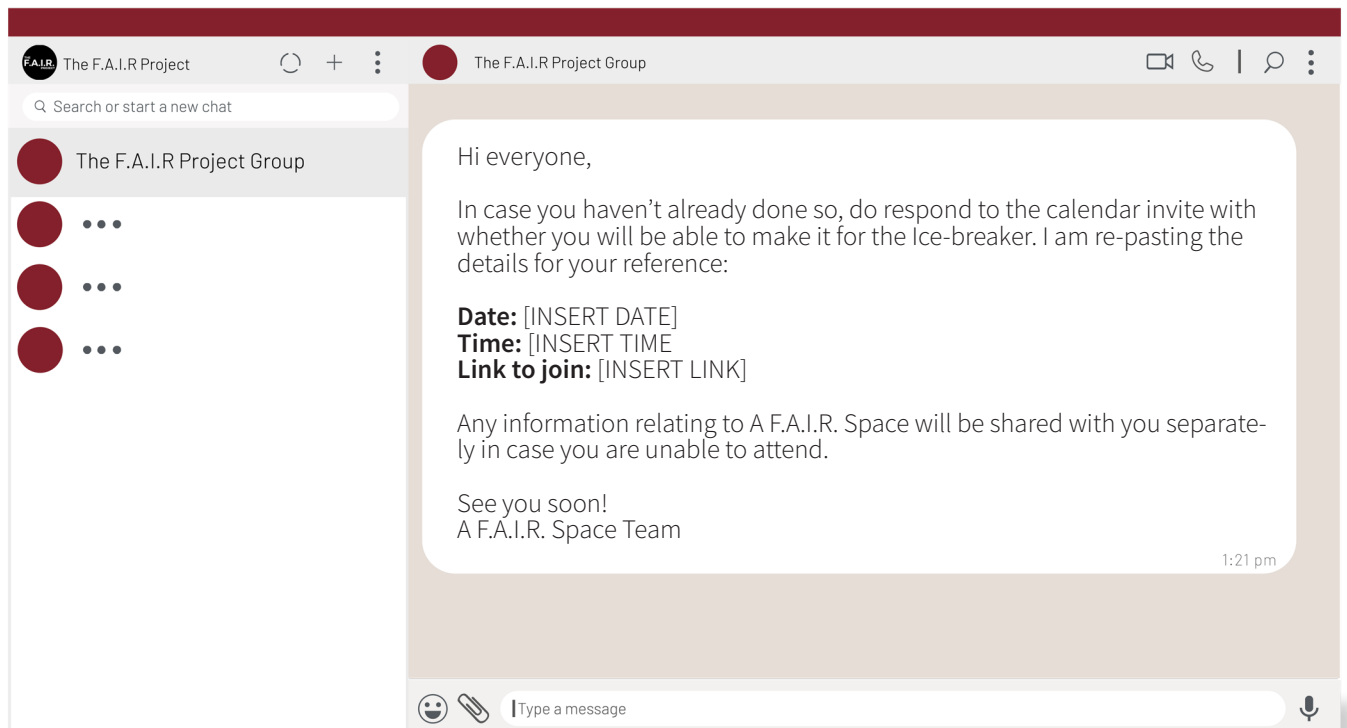 F.A.I.R.
The F.A.I.R Project
Search or start a new chat
The F.A.I.R Project Group
The F.A.I.R Project Group
Hi everyone,
In case you haven’t already done so, do respond to the calendar invite with
whether you will be able to make it for the Ice-breaker. I am re-pasting the
details for your reference:
Date: [INSERT DATE]
Time: [INSERT TIME
Link to join: [INSERT LINK]
Any information relating to A F.A.I.R. Space will be shared with you separate-
ly in case you are unable to attend.
See you soon!
A F.A.I.R. Space Team
1:21 pm
Type a message